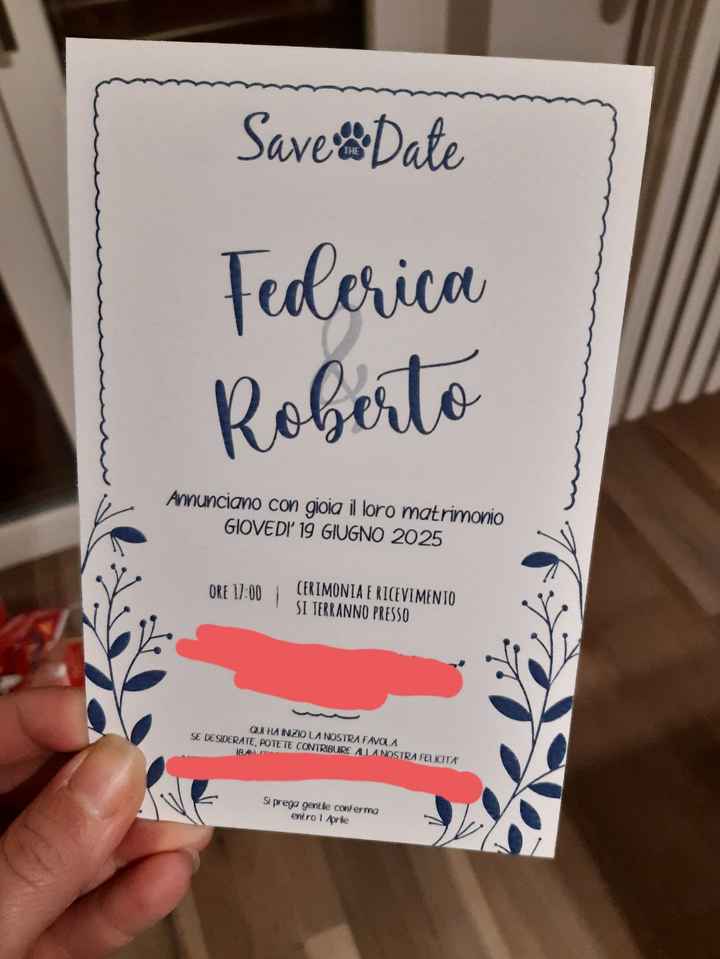 Save THE Date
Federica
&
Roberto
Annunciano con gioia il loro matrimonio
GIOVEDI' 19 GIUGNO 2025
ORE 17:00 | CERIMONIA E RICEVIMENTO
SI TERRANNO PRESSO
QUI HA INIZIO LA NOSTRA FAVOLA
SE DESIDERATE, POTETE CONTRIBUIRE ALLA NOSTRA FELICITA'
IBAN
Si prega gentile conferma
entro 1 Aprile